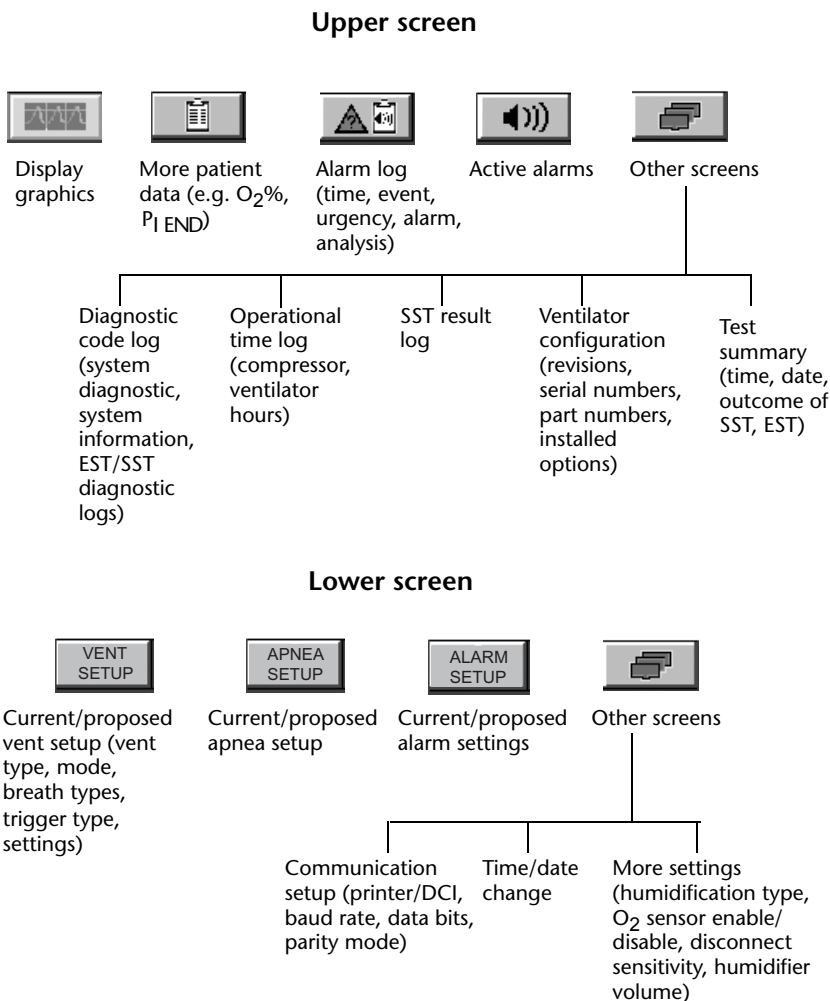 Upper screen
Display
graphics
More patient
data (e.g. O2%,
PI END)
Alarm log
(time, event,
urgency, alarm,
analysis)
Active alarms
Other screens
Diagnostic
code log
(system
diagnostic,
system
information,
EST/SST
diagnostic
logs)
Operational
time log
(compressor,
ventilator
hours)
SST result
log
Ventilator
configuration
(revisions,
serial numbers,
part numbers,
installed
options)
Test
summary
(time, date,
outcome of
SST, EST)
Lower screen
VENT
SETUP
APNEA
SETUP
ALARM
SETUP
Current/proposed
vent setup (vent
type, mode,
breath types,
trigger type,
settings)
Current/proposed
apnea setup
Current/proposed
alarm settings
Other screens
Communication
setup (printer/DCI,
baud rate, data bits,
parity mode)
Time/date
change
More settings
(humidification type,
O2 sensor enable/
disable, disconnect
sensitivity, humidifier
volume)